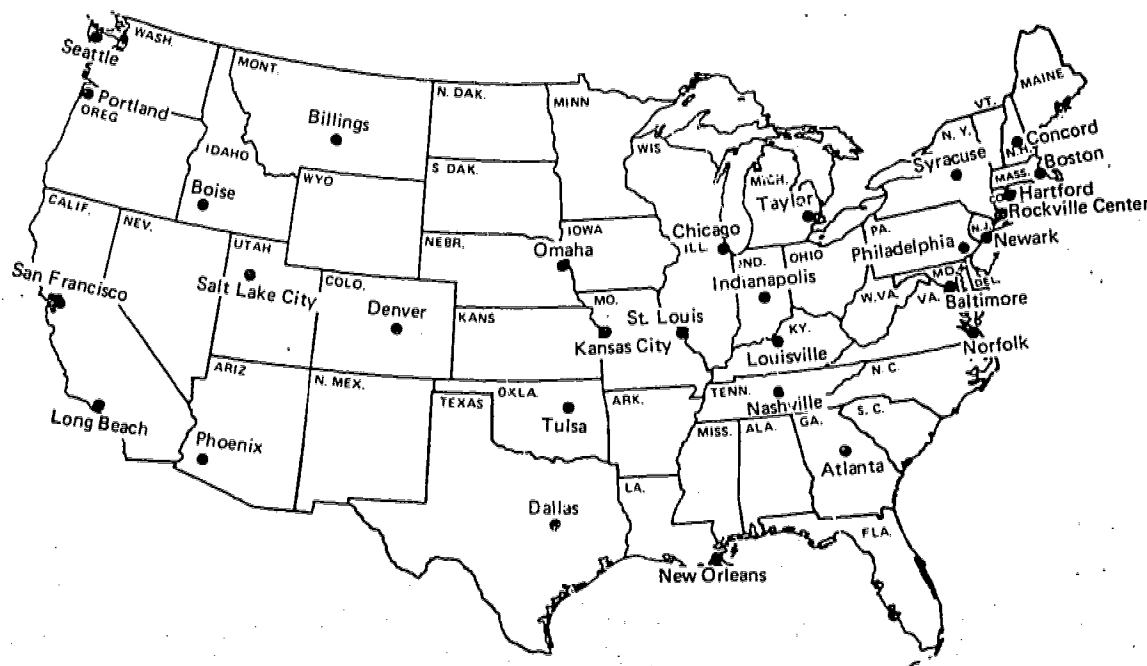 WASH.
Seattle
Portland
OREG
MONT.
Billings
N. DAK.
MINN
IDAHO
Boise
WYO
S DAK.
WIS
MICH.
Taylor
MAINE
VT.
N. Y.
Concord
N.H.
Syracuse
Boston
MASS.
Hartford
Rockville Center
CALIF.
NEV.
UTAH
Salt Lake City
San Francisco
COLO.
Denver
NEBR.
Omaha
IOWA
Chicago
ILL.
IND.
Indianapolis
OHIO
PA.
Philadelphia
N.J.
Newark
MD.
DEL.
Baltimore
W.VA.
VA.
Norfolk
KANS
MO.
St. Louis
Kansas City
KY.
Louisville
N. C.
TENN.
Nashville
Long Beach
ARIZ
Phoenix
N. MEX.
TEXAS
OXLA.
Tulsa
ARK.
MISS.
ALA.
GA.
S. C.
Atlanta
Dallas
LA.
New Orleans
FLA.